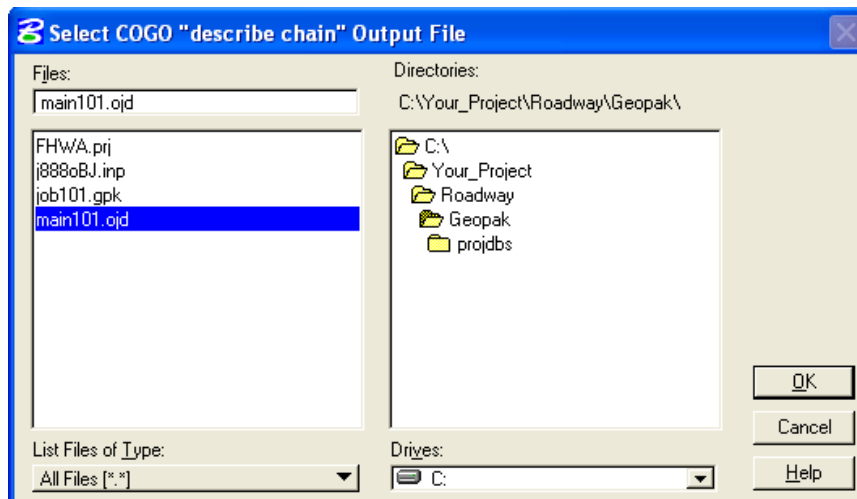 Select COGO "describe chain" Output File
Files:
main101.ojd
FHWA.prj
j888oBJ.inp
job101.gpk
main101.ojd
List Files of Type:
All Files [*.*]
Directories:
C:\Your_Project\Roadway\Geopak\
C:\
Your_Project
Roadway
Geopak
projdbs
Drives:
C:
OK
Cancel
Help